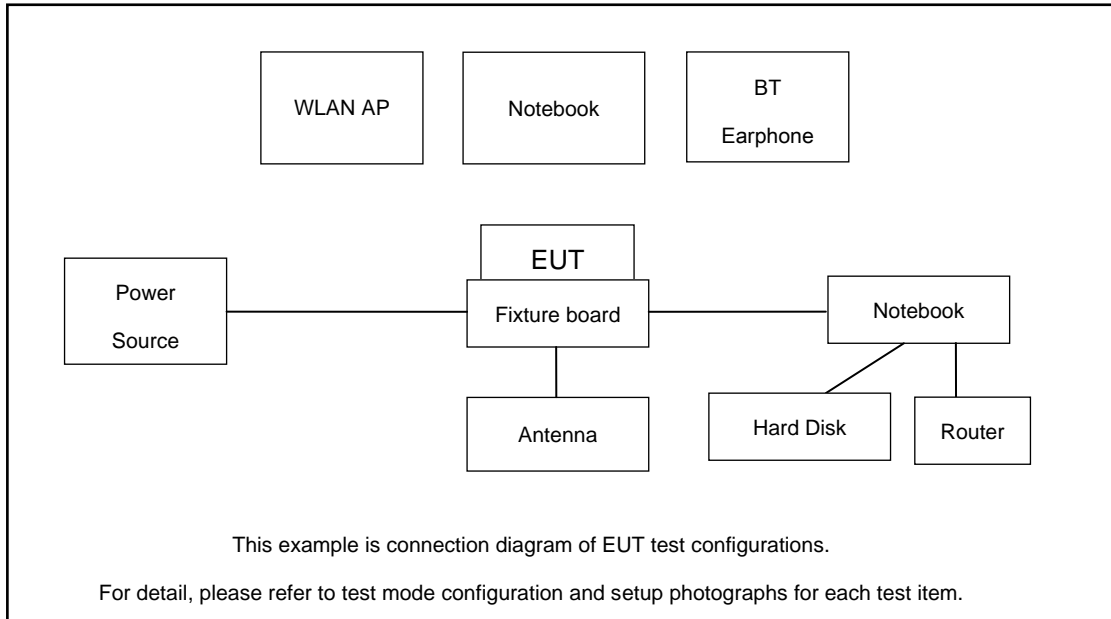 WLAN AP
Notebook
BT
Earphone
EUT
Power
Source
Fixture board
Notebook
Antenna
Hard Disk
Router
This example is connection diagram of EUT test configurations.
For detail, please refer to test mode configuration and setup photographs for each test item.